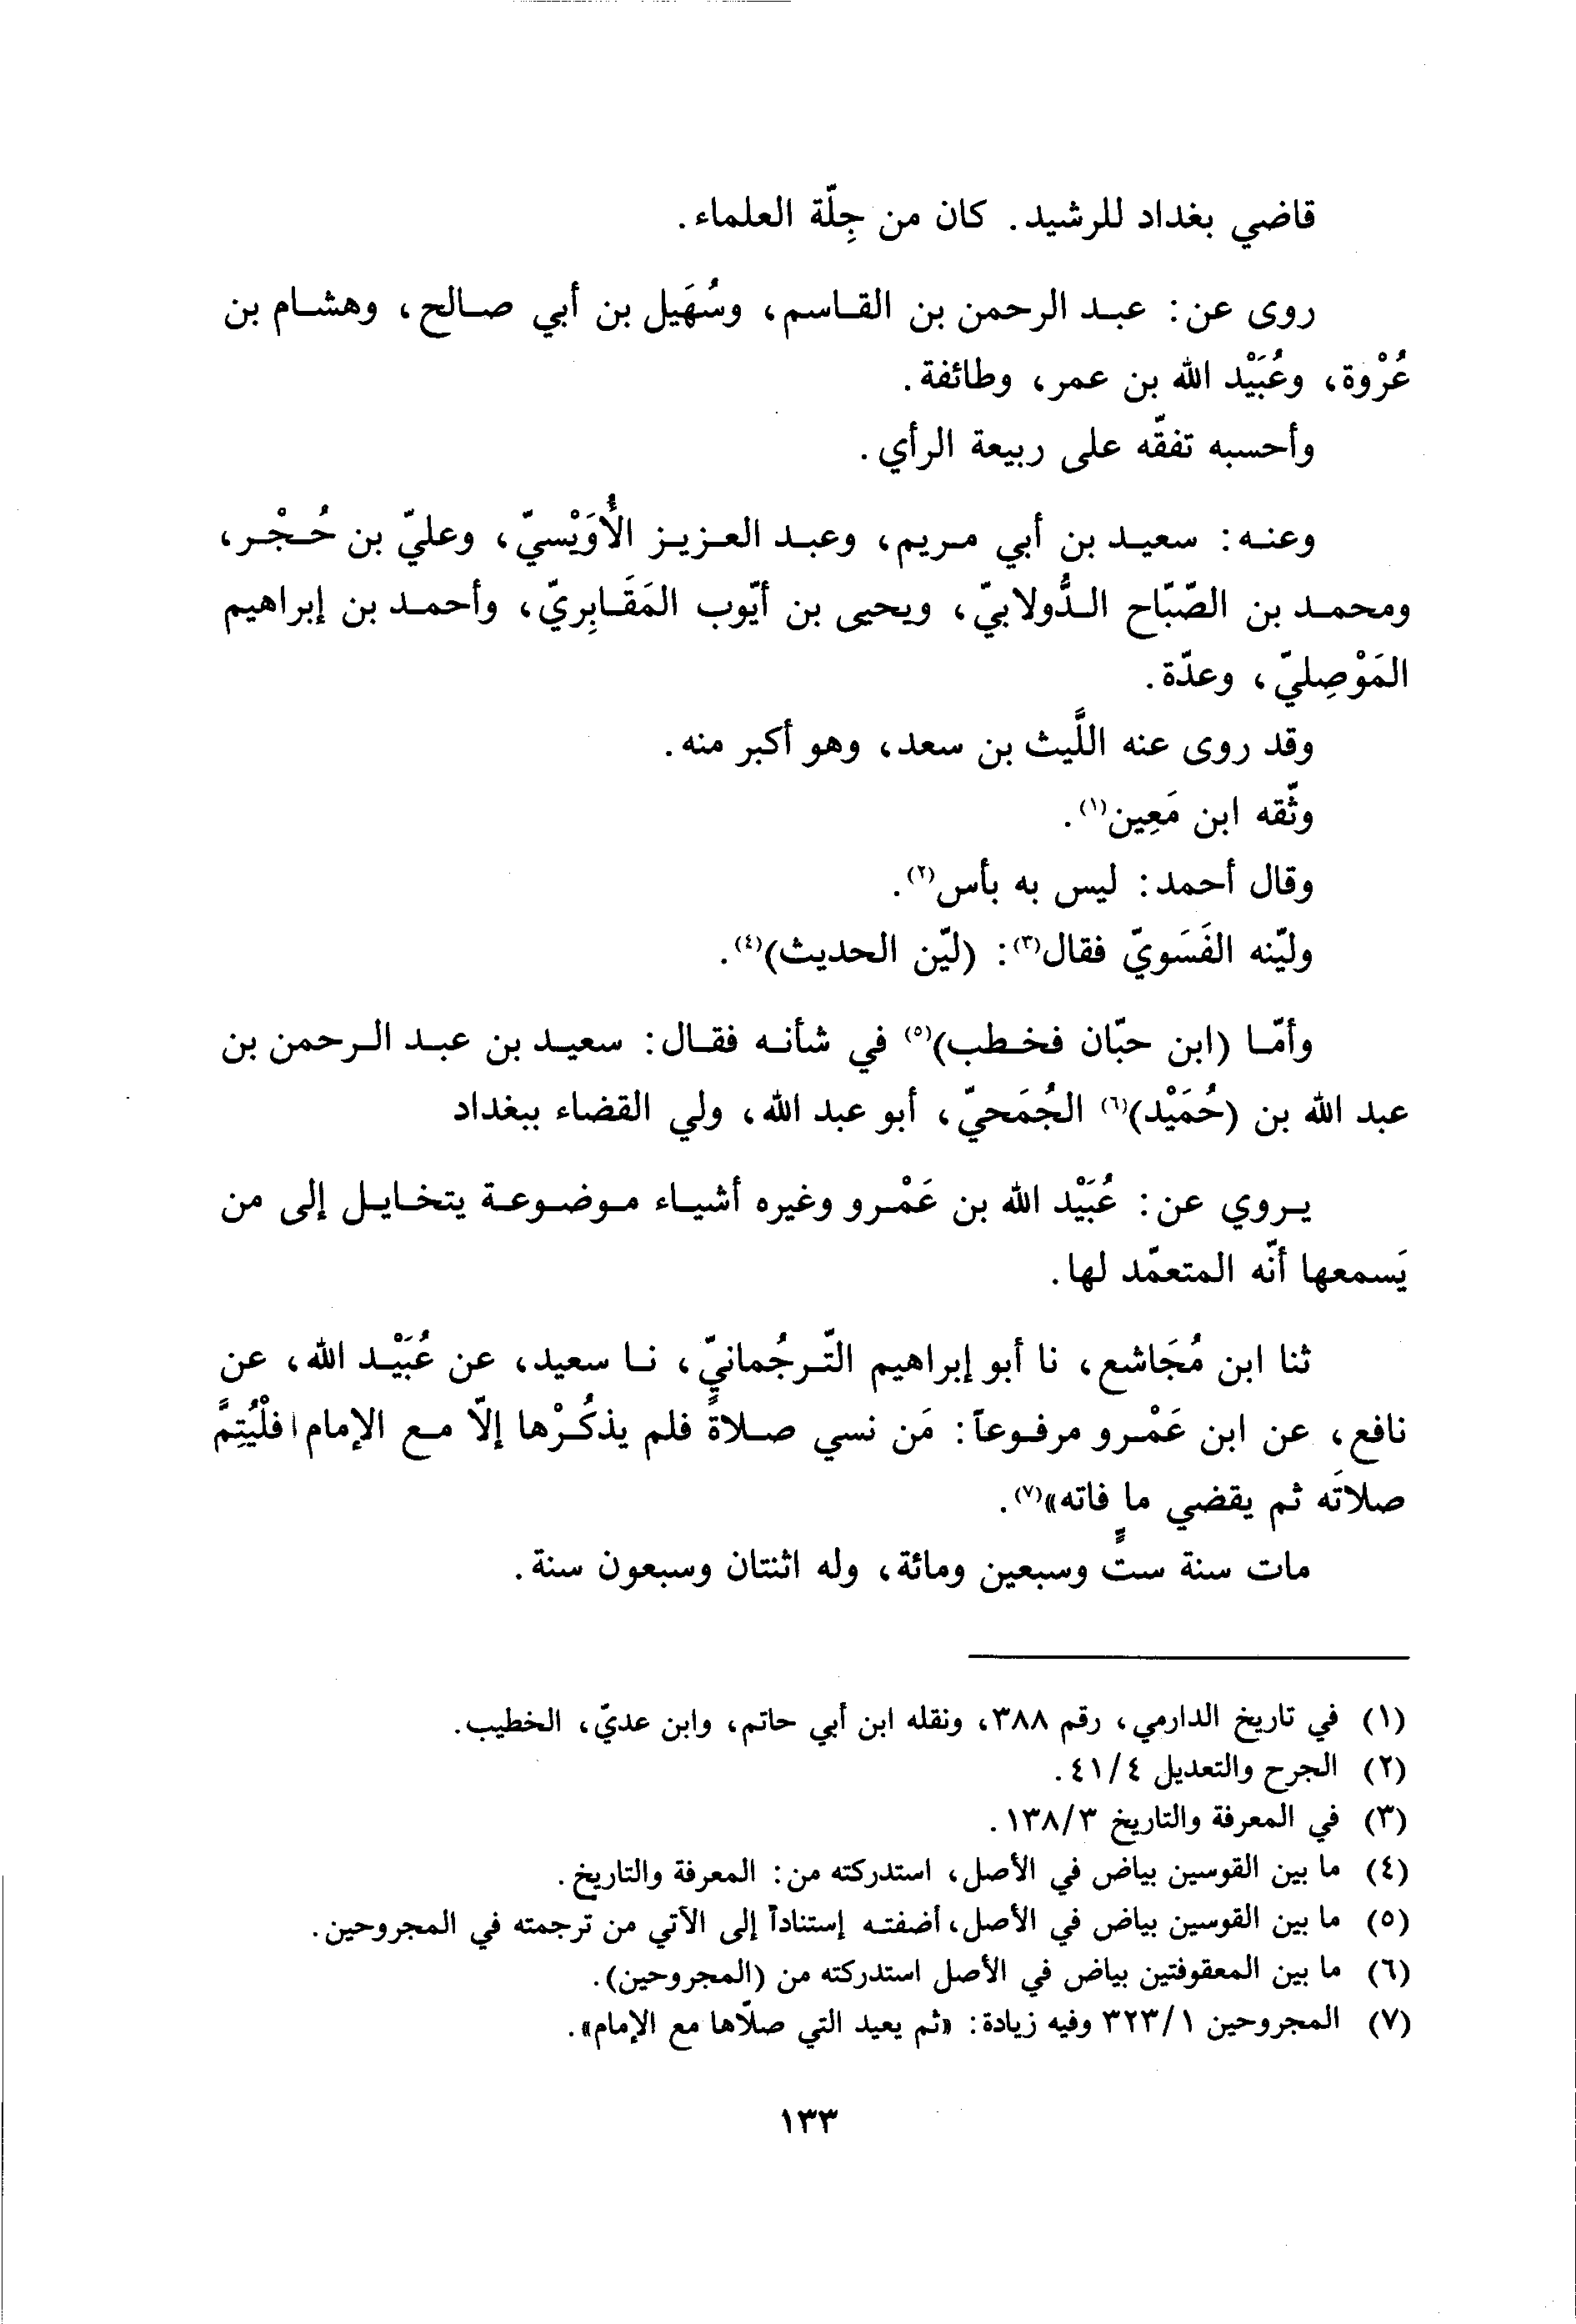 قاضي بغداد للرشيد. كان من جِلّة العلماء.
روى عن: عبد الرحمن بن القاسم، وسُهَيل بن أبي صالح، وهشام بن
عُرْوة، وعُبَيْد الله بن عمر، وطائفة.
وأحسبه تفقّه على ربيعة الرأي.
وعنه: سعيد بن أبي مريم، وعبد العزيز الأُوَيْسيّ، وعليّ بن حُجْر،
ومحمد بن الصّبّاح الدُّولابيّ، ويحيى بن أيّوب المَقَابِريّ، وأحمد بن إبراهيم
المَوْصِليّ، وعدّة.
وقد روى عنه اللَّيث بن سعد، وهو أكبر منه.
وثّقه ابن مَعِين(١).
وقال أحمد: ليس به بأس(٢).
وليّنه الفَسَويّ فقال(٣): (ليّن الحديث)(٤).
وأمّا (ابن حبّان فخطب)(٥) في شأنه فقال: سعيد بن عبد الرحمن بن
عبد الله بن (حُمَيْد)(٦) الجُمَحيّ، أبو عبد الله، ولي القضاء ببغداد
يروي عن: عُبَيْد الله بن عَمْرو وغيره أشياء موضوعة يتخايل إلى من
يَسمعها أنّه المتعمّد لها.
ثنا ابن مُجَاشع، نا أبو إبراهيم التّرجُمانيّ، نا سعيد، عن عُبَيْد الله، عن
نافع، عن ابن عَمْرو مرفوعاً: مَن نسي صلاةً فلم يذكُرْها إلاّ مع الإمام فلْيُتِمَّ
صلاتَه ثم يقضي ما فاته»(٧).
مات سنة ستٍّ وسبعين ومائة، وله اثنتان وسبعون سنة.
(١) في تاريخ الدارمي، رقم ٣٨٨، ونقله ابن أبي حاتم، وابن عديّ، الخطيب.
(٢) الجرح والتعديل ٤/٤١.
(٣) في المعرفة والتاريخ ٣/١٣٨.
(٤) ما بين القوسين بياض في الأصل، استدركته من: المعرفة والتاريخ.
(٥) ما بين القوسين بياض في الأصل، أضفته إستناداً إلى الآتي من ترجمته في المجروحين.
(٦) ما بين المعقوفتين بياض في الأصل استدركته من (المجروحين).
(٧) المجروحين ١/٣٢٣ وفيه زيادة: «ثم يعيد التي صلّاها مع الإمام».
١٣٣